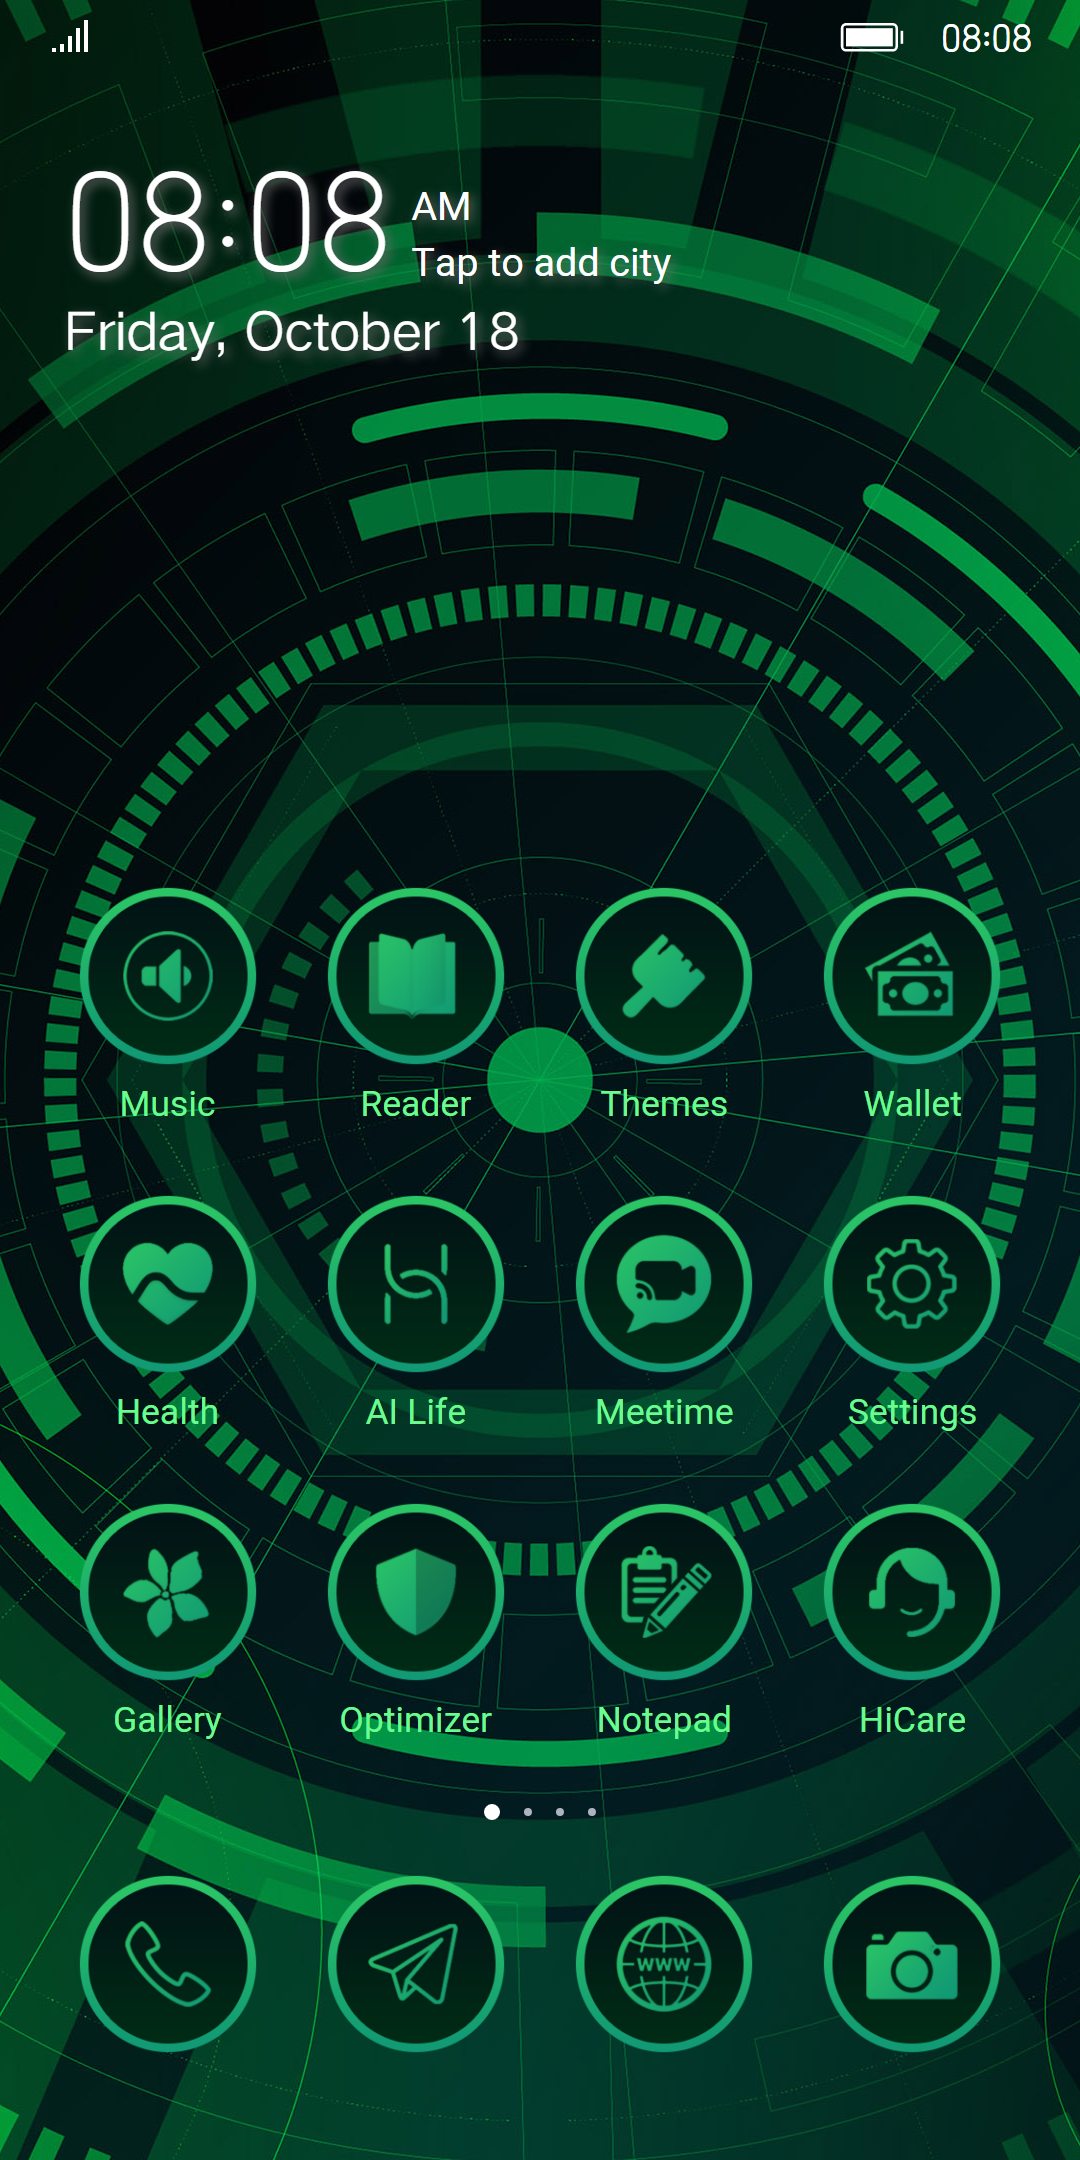 08:08
08:08 AM
Tap to add city
Friday, October 18
Music Reader Themes Wallet
Health AI Life Meetime Settings
Gallery Optimizer Notepad HiCare
WWW